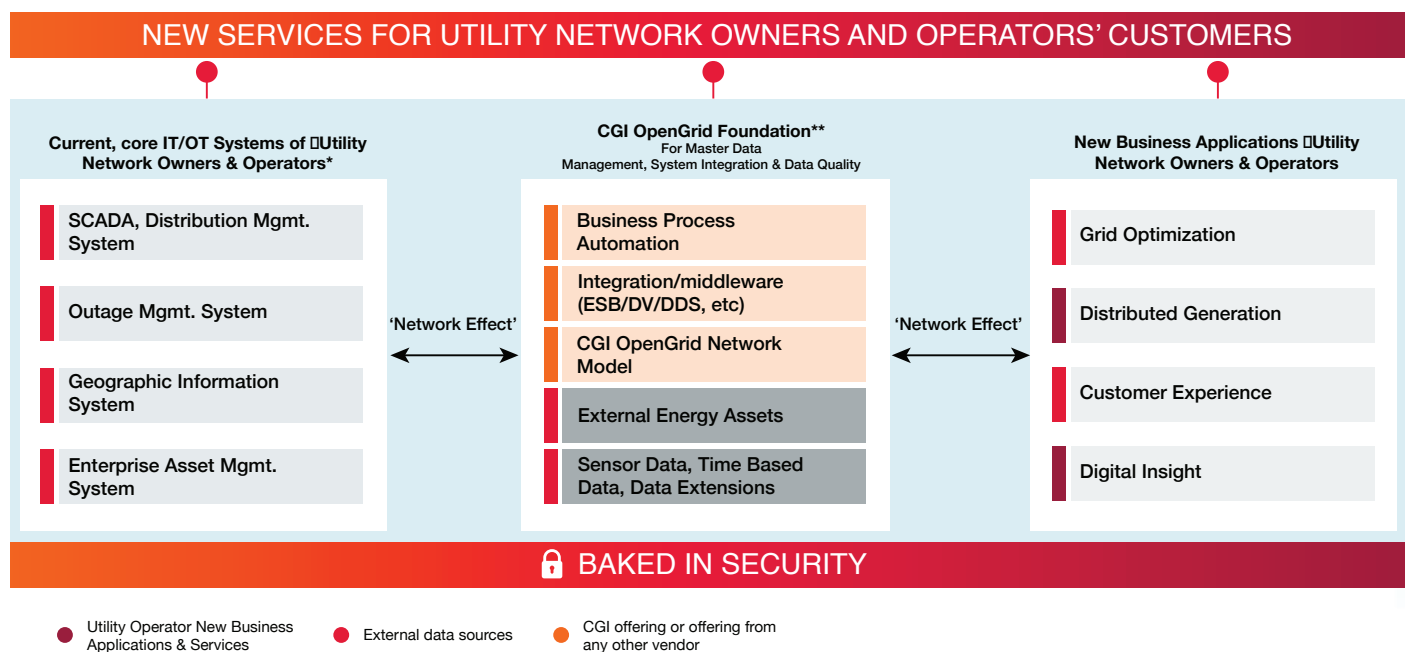 NEW SERVICES FOR UTILITY NETWORK OWNERS AND OPERATORS' CUSTOMERS
Current, core IT/OT Systems of ▯Utility
Network Owners & Operators*
SCADA, Distribution Mgmt.
System
Outage Mgmt. System
Geographic Information
System
Enterprise Asset Mgmt.
System
'Network Effect'
CGI OpenGrid Foundation**
For Master Data
Management, System Integration & Data Quality
Business Process
Automation
Integration/middleware
(ESB/DV/DDS, etc)
CGI OpenGrid Network
Model
External Energy Assets
Sensor Data, Time Based
Data, Data Extensions
'Network Effect'
New Business Applications ▯Utility
Network Owners & Operators
Grid Optimization
Distributed Generation
Customer Experience
Digital Insight
BAKED IN SECURITY
Utility Operator New Business
Applications & Services
External data sources
CGI offering or offering from
any other vendor